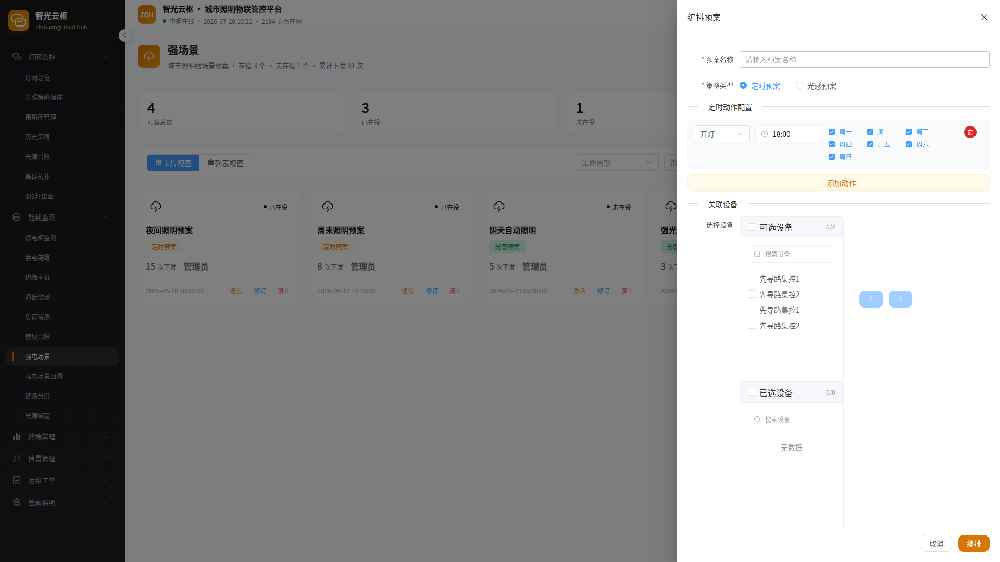 智光云枢
ZhiGuangCloud Hub
灯网监控
灯网总览
光照策略编排
策略库管理
历史策略
光源台账
集群拓扑
GIS灯位图
能耗监测
馈电柜监测
供电链路
边缘主机
通断监测
负荷监测
模块台账
强电场景
强电场景回溯
链路分组
光源绑定
终端管理
情景管理
运维工单
管廊照明
ZGH
智光云枢 • 城市照明物联管控平台
中枢在线 • 2026-07-20 10:21 • 2184 节点在网
强场景
城市照明强场景预案 • 在役 3 个 • 未在役 1 个 • 累计下发 31 次
4
预案总数
3
已在役
1
未在役
卡片视图
列表视图
生命周期
策
已在役
夜间照明预案
定时预案
15 次下发 管理员
2026-05-10 10:00:00 退役 修订 废止
已在役
周末照明预案
定时预案
8 次下发 管理员
2026-05-12 14:30:00 退役 修订 废止
未在役
阴天自动照明
光感预案
5 次下发 管理员
2026-05-13 09:00:00 激活 修订 废止
强光
光感
3 次下
2026-
编排预案
* 预案名称 请输入预案名称
* 策略类型 定时预案 光感预案
定时动作配置
开灯 18:00 周一 周二 周三
周四 周五 周六
周日
+ 添加动作
关联设备
选择设备
可选设备 0/4
搜索设备
先导路集控1
先导路集控2
先导路集控1
先导路集控2
已选设备 0/0
搜索设备
无数据
取消 编排